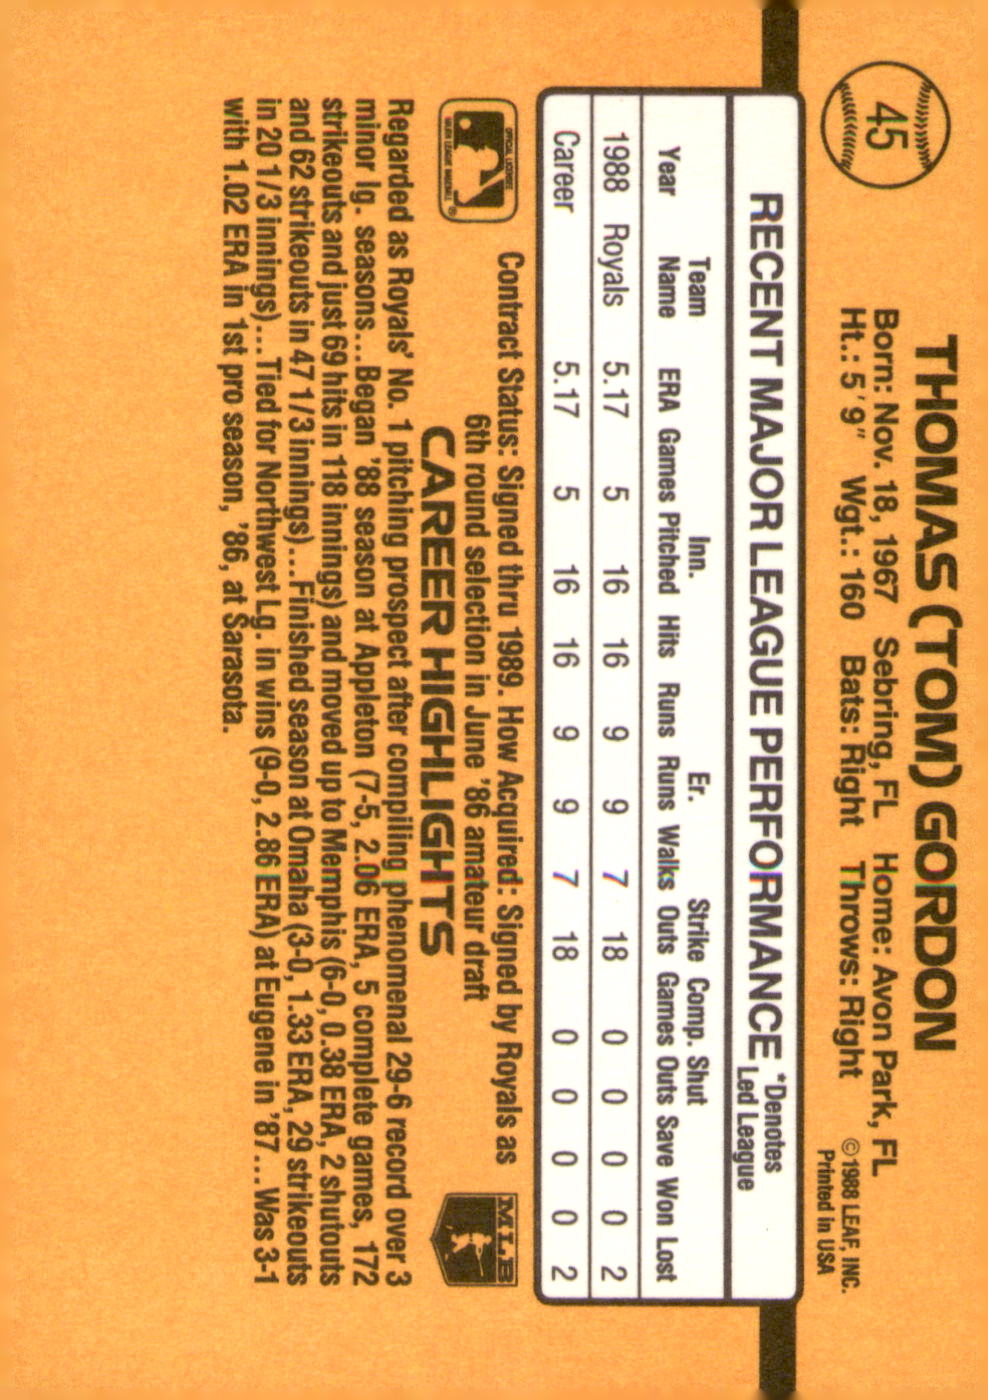 45
THOMAS (TOM) GORDON
Born: Nov. 18, 1967 Sebring, FL Home: Avon Park, FL
Ht.: 5'9" Wgt.: 160 Bats: Right Throws: Right
© 1988 LEAF, INC.
Printed in USA
RECENT MAJOR LEAGUE PERFORMANCE *Denotes
Led League
Team Inn. Er. Strike Comp. Shut
Year Name ERA Games Pitched Hits Runs Runs Walks Outs Games Outs Save Won Lost
1988 Royals 5.17 5 16 16 9 9 7 18 0 0 0 0 2
Career 5.17 5 16 16 9 9 7 18 0 0 0 0 2
Contract Status: Signed thru 1989. How Acquired: Signed by Royals as
6th round selection in June '86 amateur draft
MLB
CAREER HIGHLIGHTS
Regarded as Royals' No. 1 pitching prospect after compiling phenomenal 29-6 record over 3
minor lg. seasons...Began '88 season at Appleton (7-5, 2.06 ERA, 5 complete games, 172
strikeouts and just 69 hits in 118 innings) and moved up to Memphis (6-0, 0.38 ERA, 2 shutouts
and 62 strikeouts in 47 1/3 innings)...Finished season at Omaha (3-0, 1.33 ERA, 29 strikeouts
in 20 1/3 innings)...Tied for Northwest Lg. in wins (9-0, 2.86 ERA) at Eugene in '87...Was 3-1
with 1.02 ERA in 1st pro season, '86, at Sarasota.